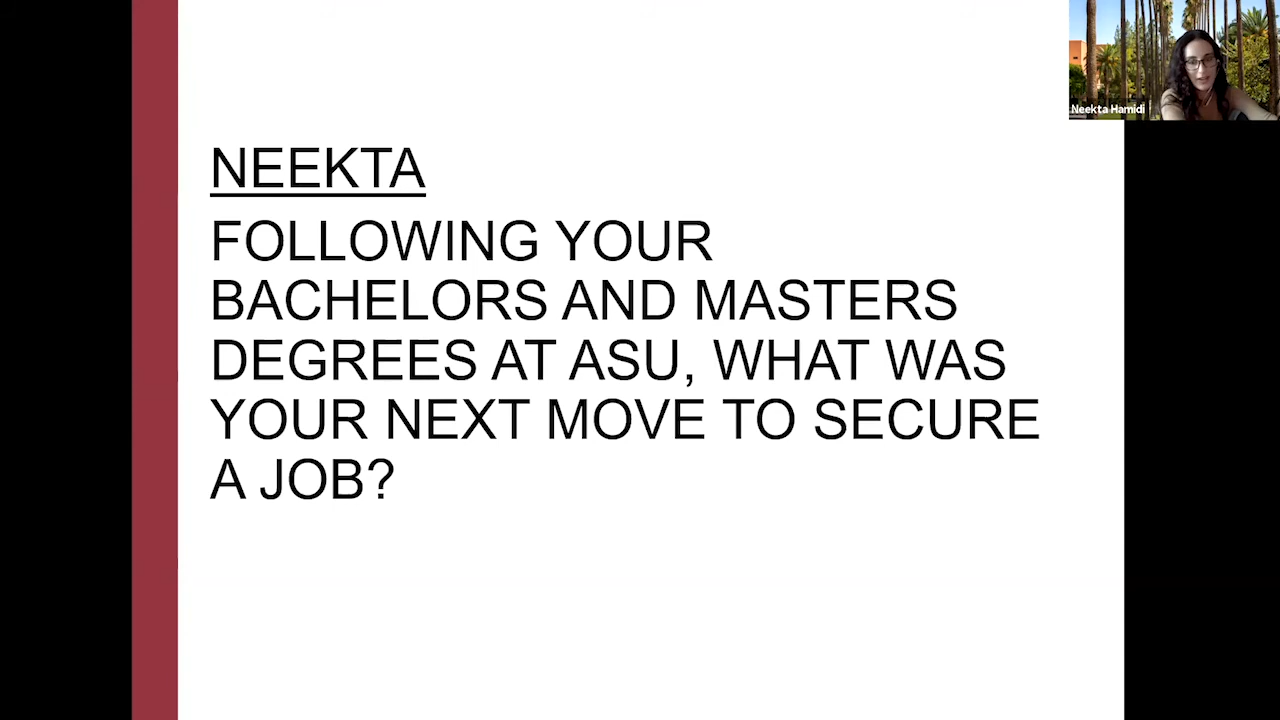 Neekta Hamidi
NEEKTA
FOLLOWING YOUR
BACHELORS AND MASTERS
DEGREES AT ASU, WHAT WAS
YOUR NEXT MOVE TO SECURE
A JOB?